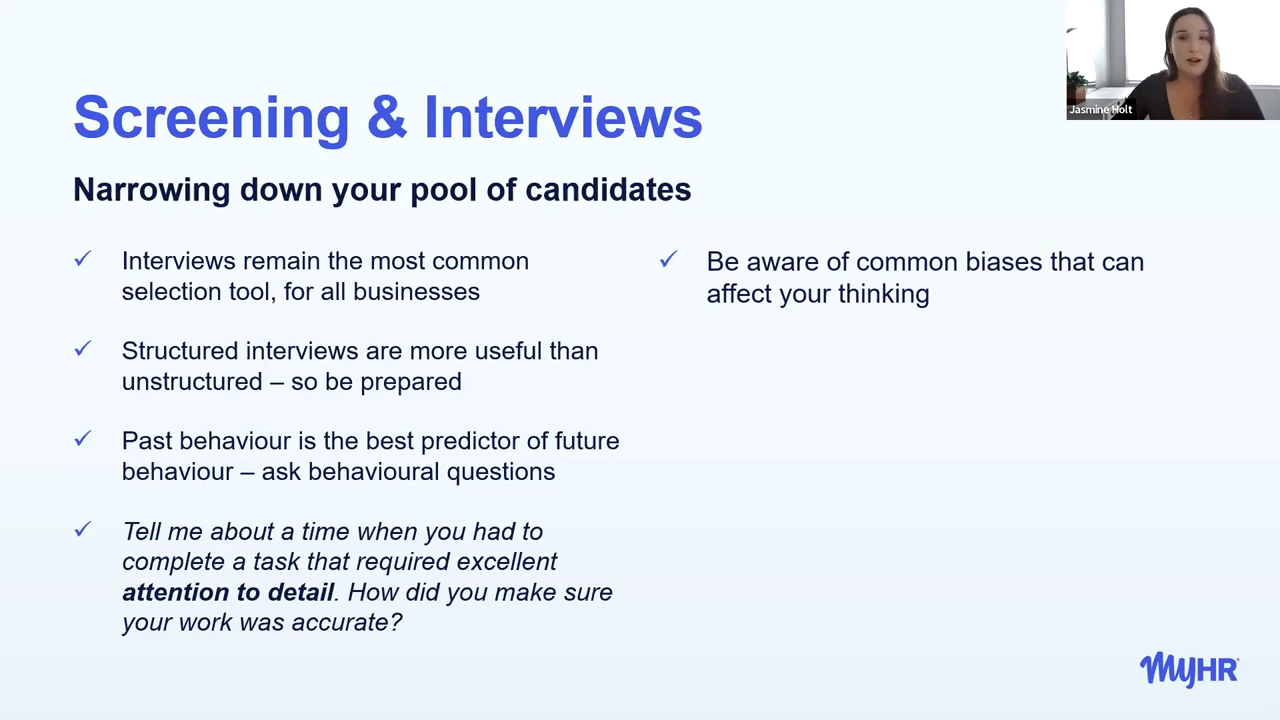 Jasmine Holt
Screening & Interviews
Narrowing down your pool of candidates
✓ Interviews remain the most common
selection tool, for all businesses
✓ Structured interviews are more useful than
unstructured – so be prepared
✓ Past behaviour is the best predictor of future
behaviour – ask behavioural questions
✓ Tell me about a time when you had to
complete a task that required excellent
attention to detail. How did you make sure
your work was accurate?
✓ Be aware of common biases that can
affect your thinking
MyHR